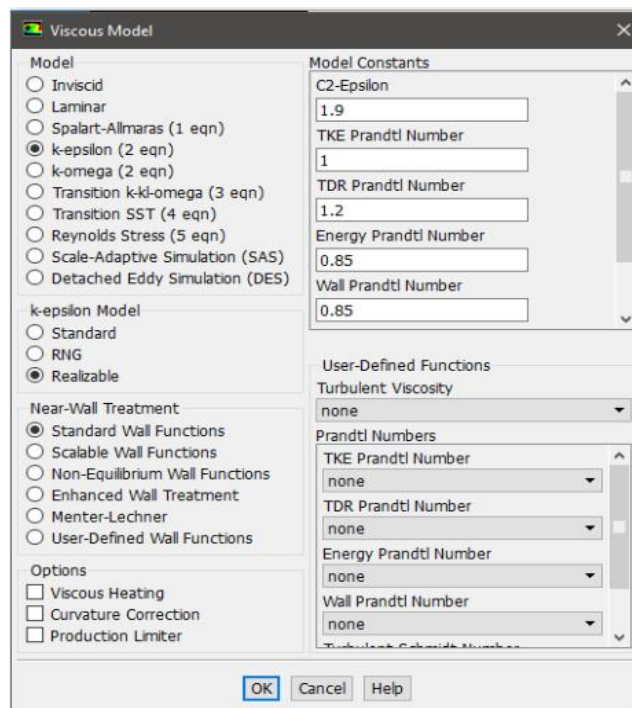 Viscous Model
Model
Inviscid
Laminar
Spalart-Allmaras (1 eqn)
k-epsilon (2 eqn)
k-omega (2 eqn)
Transition k-kl-omega (3 eqn)
Transition SST (4 eqn)
Reynolds Stress (5 eqn)
Scale-Adaptive Simulation (SAS)
Detached Eddy Simulation (DES)
k-epsilon Model
Standard
RNG
Realizable
Near-Wall Treatment
Standard Wall Functions
Scalable Wall Functions
Non-Equilibrium Wall Functions
Enhanced Wall Treatment
Menter-Lechner
User-Defined Wall Functions
Options
Viscous Heating
Curvature Correction
Production Limiter
Model Constants
C2-Epsilon
1.9
TKE Prandtl Number
1
TDR Prandtl Number
1.2
Energy Prandtl Number
0.85
Wall Prandtl Number
0.85
User-Defined Functions
Turbulent Viscosity
none
Prandtl Numbers
TKE Prandtl Number
none
TDR Prandtl Number
none
Energy Prandtl Number
none
Wall Prandtl Number
none
Turbulent Schmidt Number
OK Cancel Help